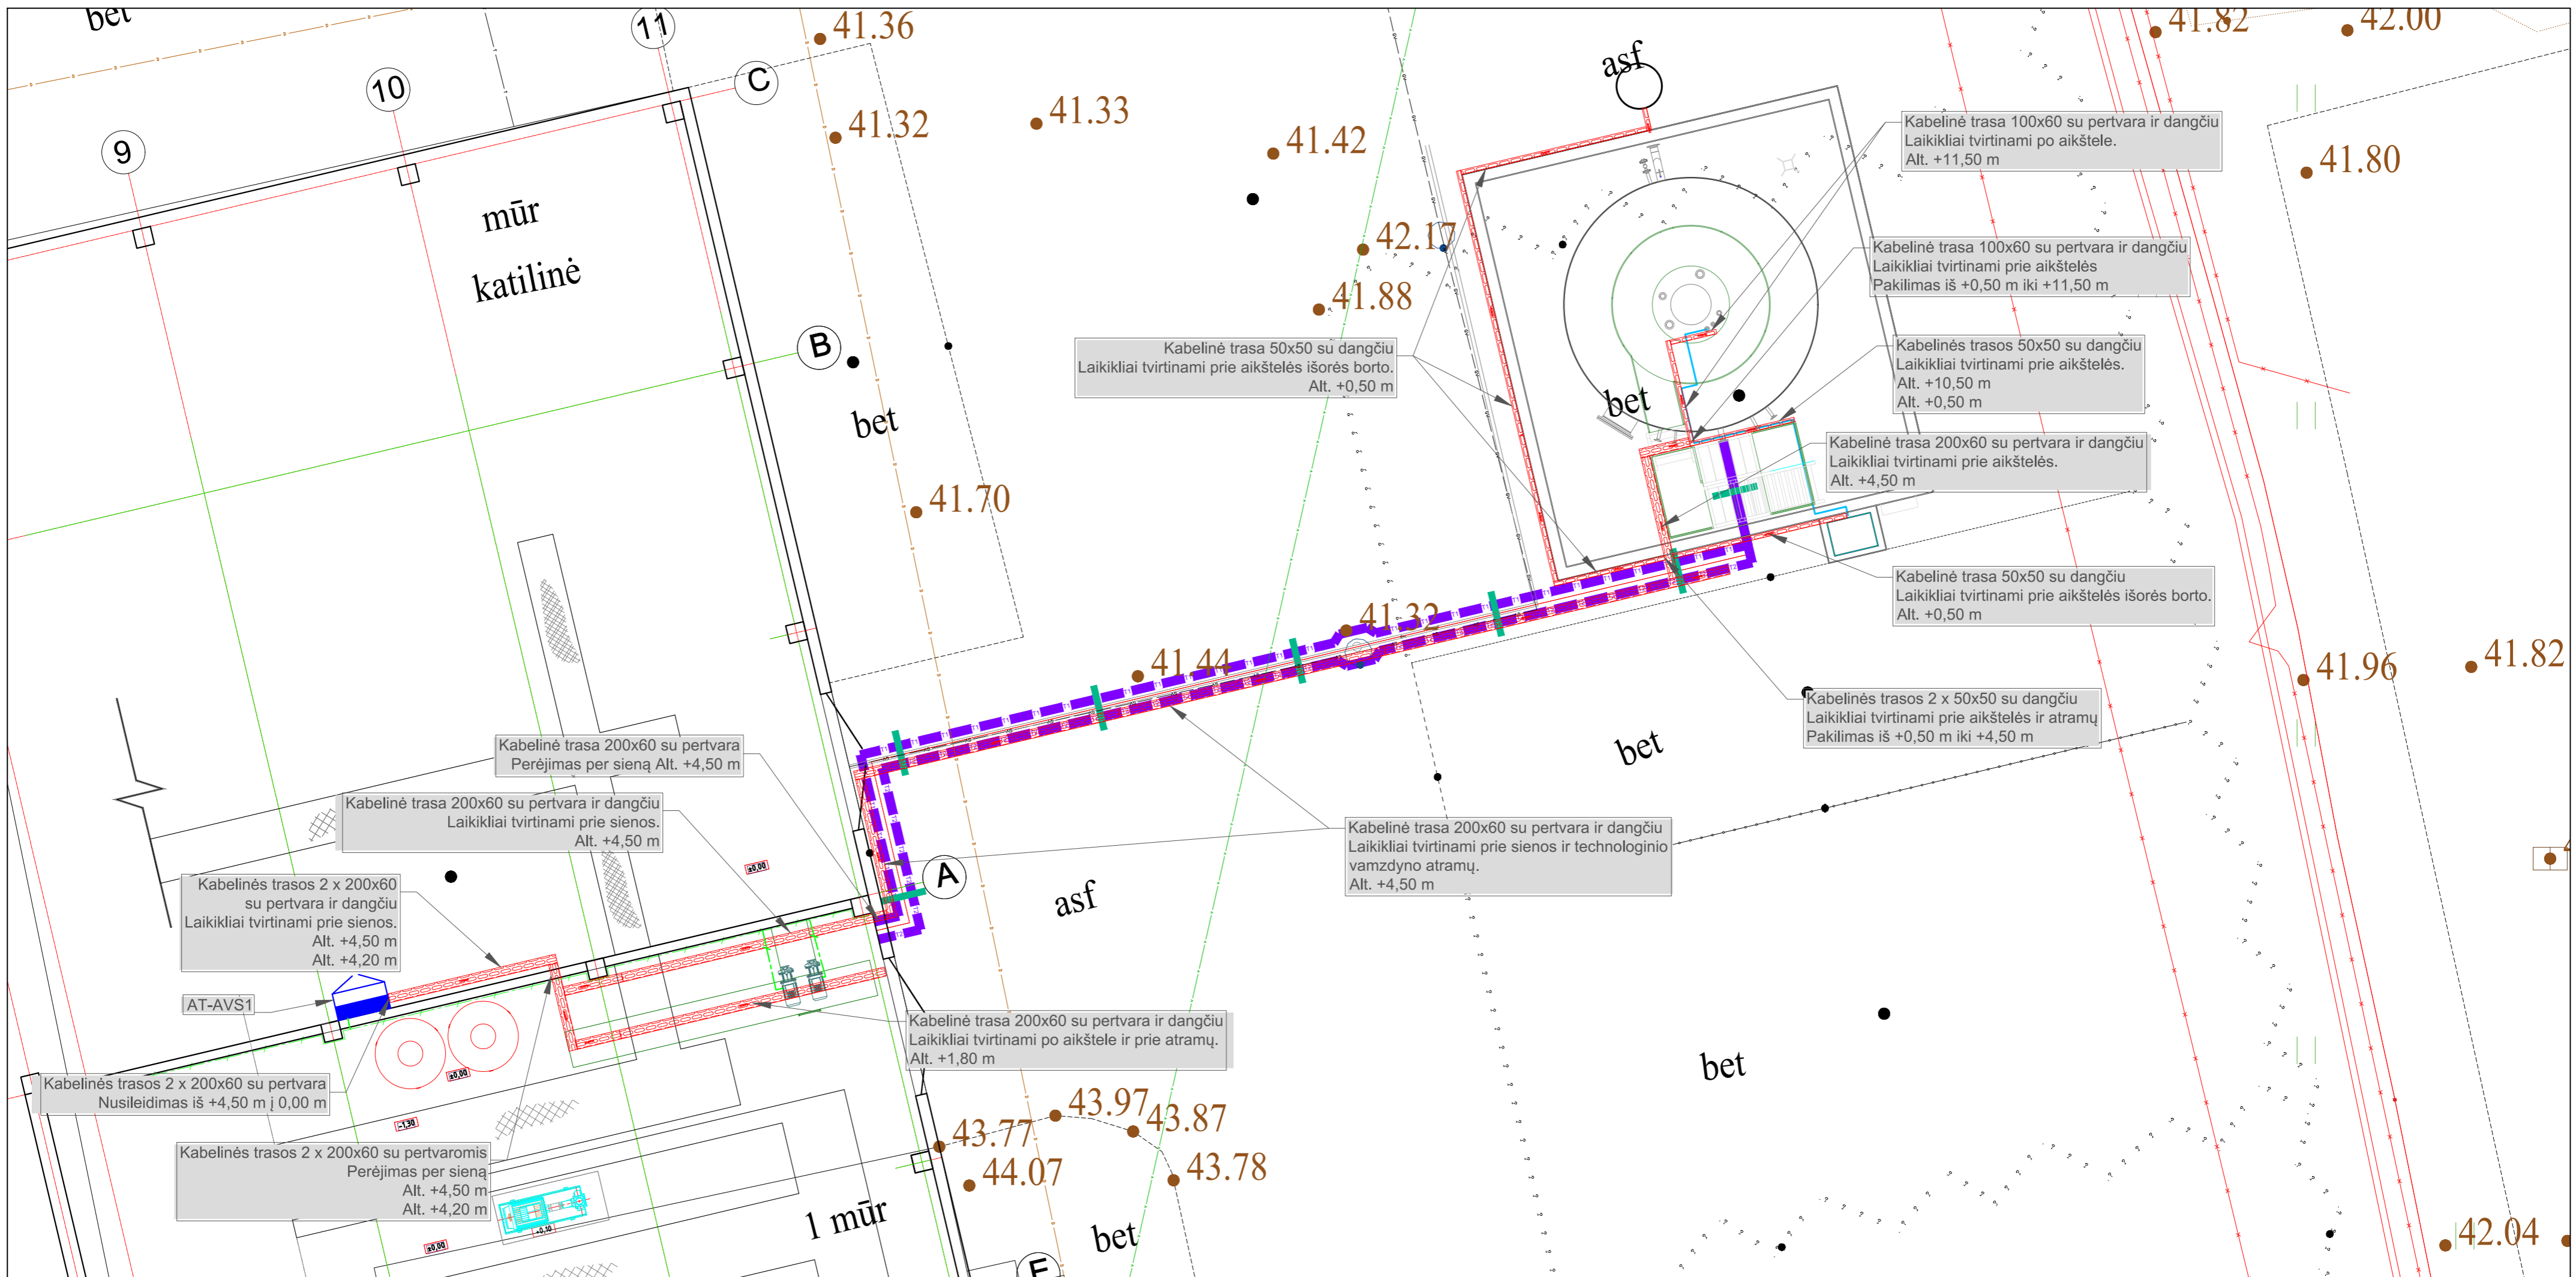 bet
11
41.36
asf
41.82
42.00
10
C
9
41.32
41.33
41.42
41.80
Kabelinė trasa 100x60 su pertvara ir dangčiu
Laikikliai tvirtinami po aikštele.
Alt. +11,50 m
mūr
katilinė
42.17
41.88
Kabelinė trasa 100x60 su pertvara ir dangčiu
Laikikliai tvirtinami prie aikštelės
Pakilimas iš +0,50 m iki +11,50 m
B
Kabelinė trasa 50x50 su dangčiu
Laikikliai tvirtinami prie aikštelės išorės borto.
Alt. +0,50 m
Kabelinės trasos 50x50 su dangčiu
Laikikliai tvirtinami prie aikštelės.
Alt. +10,50 m
Alt. +0,50 m
bet
bet
Kabelinė trasa 200x60 su pertvara ir dangčiu
Laikikliai tvirtinami prie aikštelės.
Alt. +4,50 m
41.70
Kabelinė trasa 50x50 su dangčiu
Laikikliai tvirtinami prie aikštelės išorės borto.
Alt. +0,50 m
41.32
41.44
41.96
41.82
Kabelinės trasos 2 x 50x50 su dangčiu
Laikikliai tvirtinami prie aikštelės ir atramų
Pakilimas iš +0,50 m iki +4,50 m
bet
Kabelinė trasa 200x60 su pertvara
Perėjimas per sieną Alt. +4,50 m
Kabelinė trasa 200x60 su pertvara ir dangčiu
Laikikliai tvirtinami prie sienos.
Alt. +4,50 m
Kabelinė trasa 200x60 su pertvara ir dangčiu
Laikikliai tvirtinami prie sienos ir technologinio
vamzdyno atramų.
Alt. +4,50 m
±0,00
A
asf
Kabelinės trasos 2 x 200x60
su pertvara ir dangčiu
Laikikliai tvirtinami prie sienos.
Alt. +4,50 m
Alt. +4,20 m
AT-AVS1
Kabelinė trasa 200x60 su pertvara ir dangčiu
Laikikliai tvirtinami po aikštele ir prie atramų.
Alt. +1,80 m
bet
Kabelinės trasos 2 x 200x60 su pertvara
Nusileidimas iš +4,50 m į 0,00 m
±0,00
-1,30
43.97
43.87
43.77
44.07
43.78
Kabelinės trasos 2 x 200x60 su pertvaromis
Perėjimas per sieną
Alt. +4,50 m
Alt. +4,20 m
+0,10
±0,00
1 mūr
bet
42.04